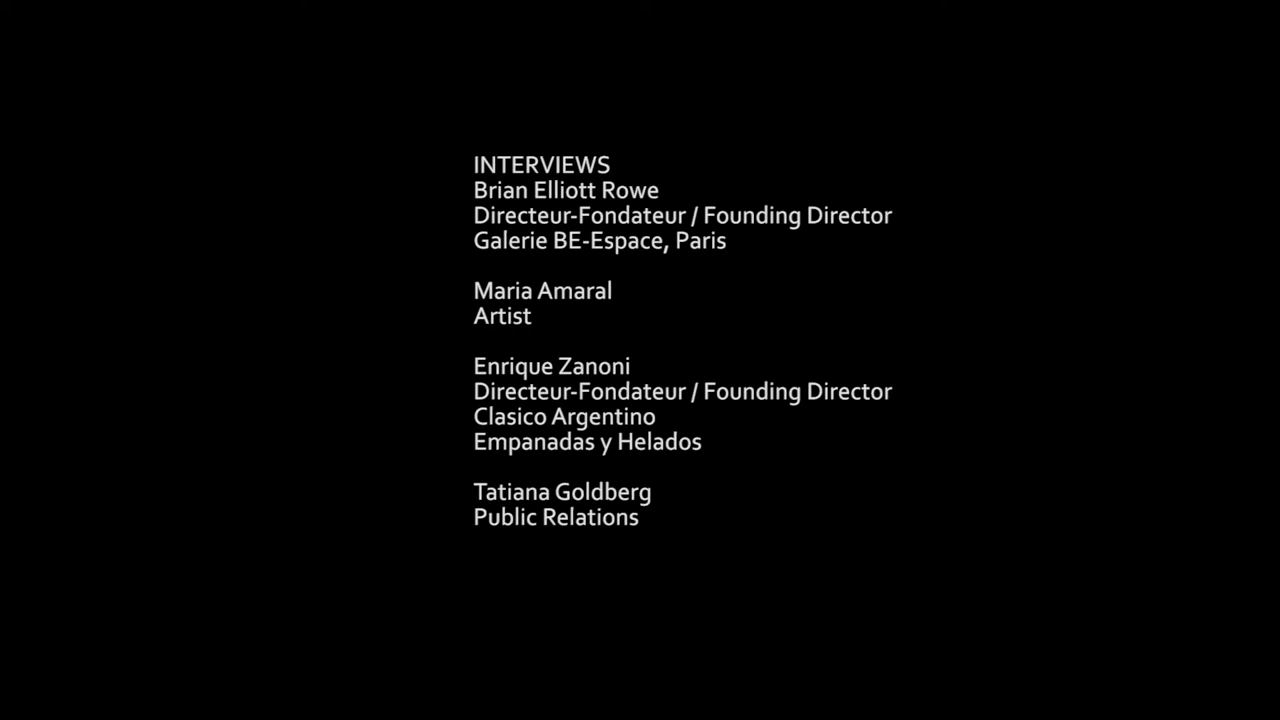 INTERVIEWS
Brian Elliott Rowe
Directeur-Fondateur / Founding Director
Galerie BE-Espace, Paris
Maria Amaral
Artist
Enrique Zanoni
Directeur-Fondateur / Founding Director
Clasico Argentino
Empanadas y Helados
Tatiana Goldberg
Public Relations